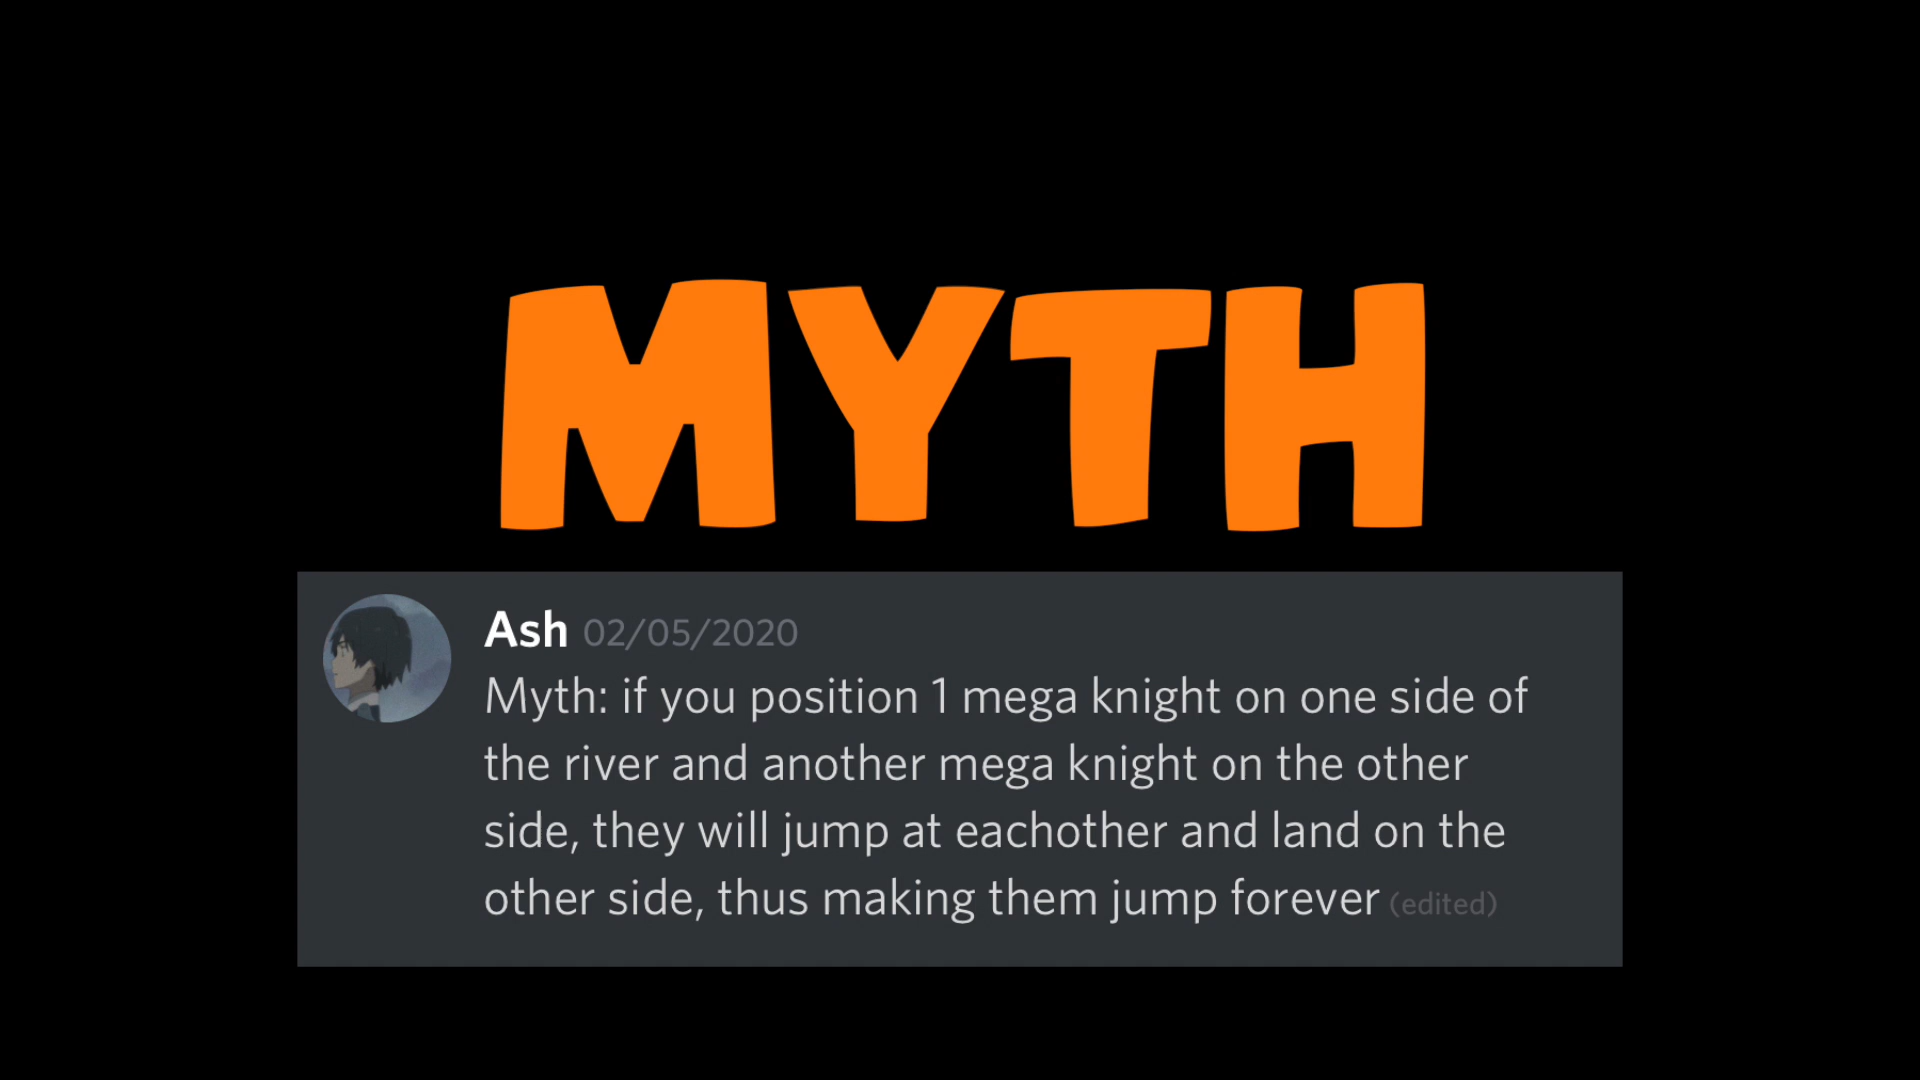 MYTH
Ash 02/05/2020
Myth: if you position 1 mega knight on one side of
the river and another mega knight on the other
side, they will jump at eachother and land on the
other side, thus making them jump forever (edited)